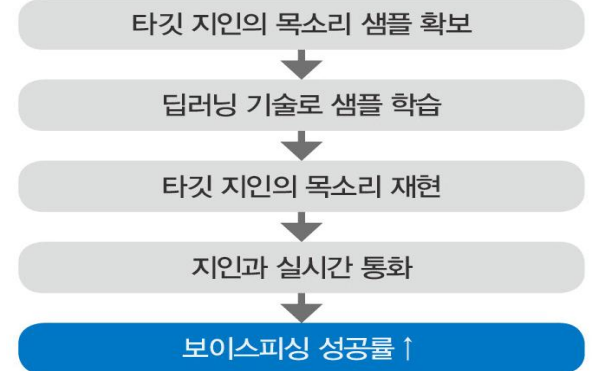 타깃 지인의 목소리 샘플 확보
딥러닝 기술로 샘플 학습
타깃 지인의 목소리 재현
지인과 실시간 통화
보이스피싱 성공률↑